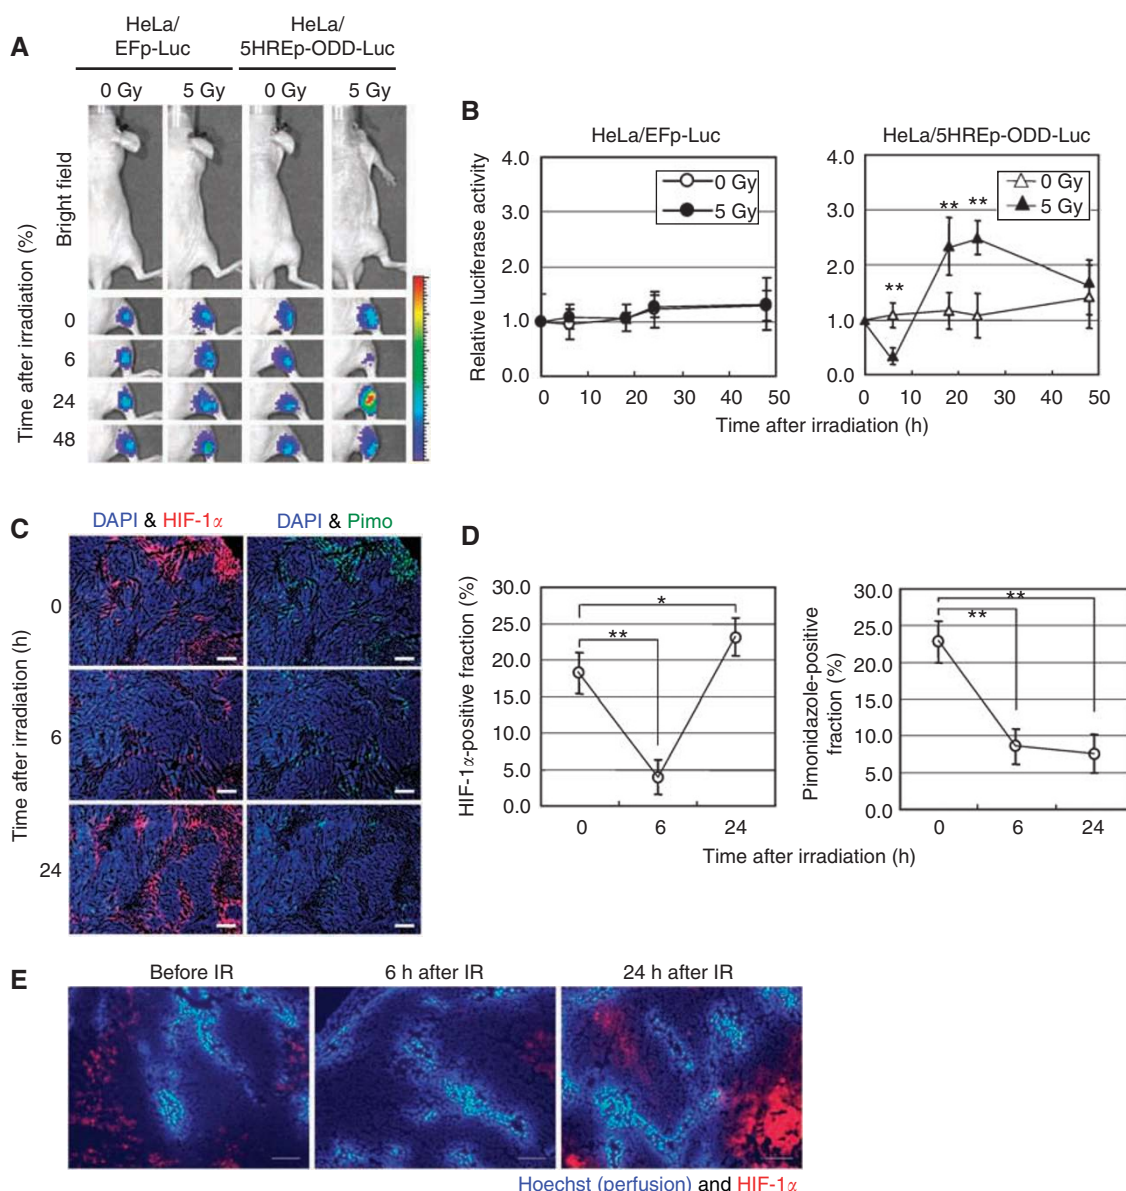 A
HeLa/
EFp-Luc
HeLa/
5HREp-ODD-Luc
0 Gy
5 Gy
0 Gy
5 Gy
Bright field
Time after irradiation (%)
0
6
24
48
B
HeLa/EFp-Luc
Relative luciferase activity
4.0
3.0
2.0
1.0
0.0
0 Gy
5 Gy
0
10
20
30
40
50
HeLa/5HREp-ODD-Luc
4.0
3.0
2.0
1.0
0.0
0 Gy
5 Gy
**
**
**
0
10
20
30
40
50
Time after irradiation (h)
C
DAPI & HIF-1α
DAPI & Pimo
Time after irradiation (h)
0
6
24
D
HIF-1α-positive fraction (%)
30.0
25.0
20.0
15.0
10.0
5.0
0.0
*
**
0
6
24
Pimonidazole-positive
fraction (%)
30.0
25.0
20.0
15.0
10.0
5.0
0.0
**
**
0
6
24
Time after irradiation (h)
E
Before IR
6 h after IR
24 h after IR
Hoechst (perfusion) and HIF-1α